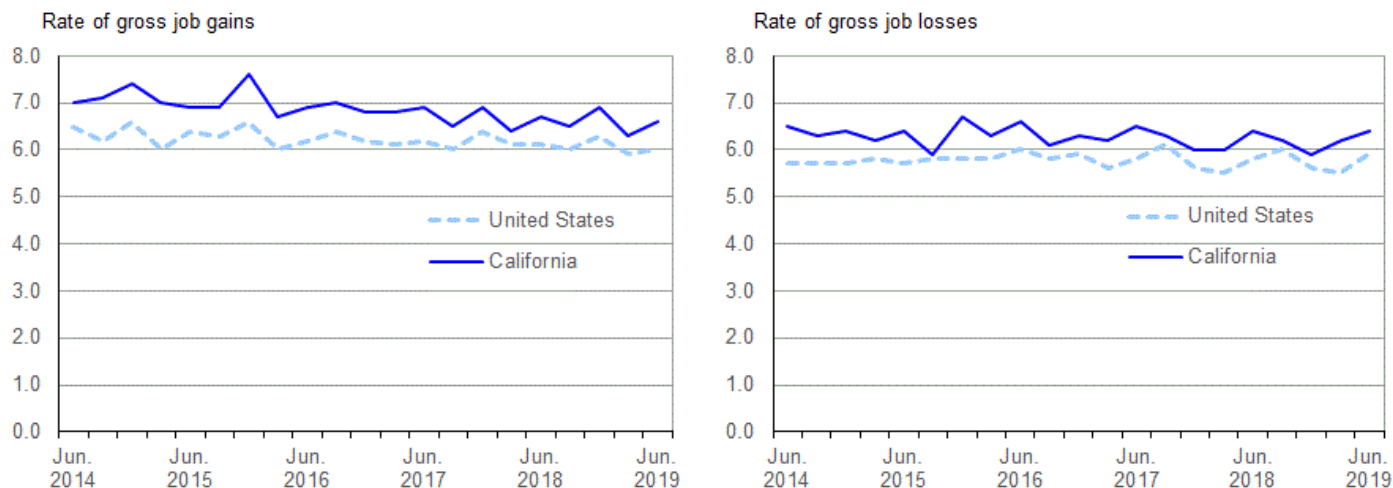 Rate of gross job gains
8.0
7.0
6.0
5.0
4.0
3.0
2.0
1.0
0.0
United States
California
Jun. Jun. Jun. Jun. Jun. Jun.
2014 2015 2016 2017 2018 2019
Rate of gross job losses
8.0
7.0
6.0
5.0
4.0
3.0
2.0
1.0
0.0
United States
California
Jun. Jun. Jun. Jun. Jun. Jun.
2014 2015 2016 2017 2018 2019